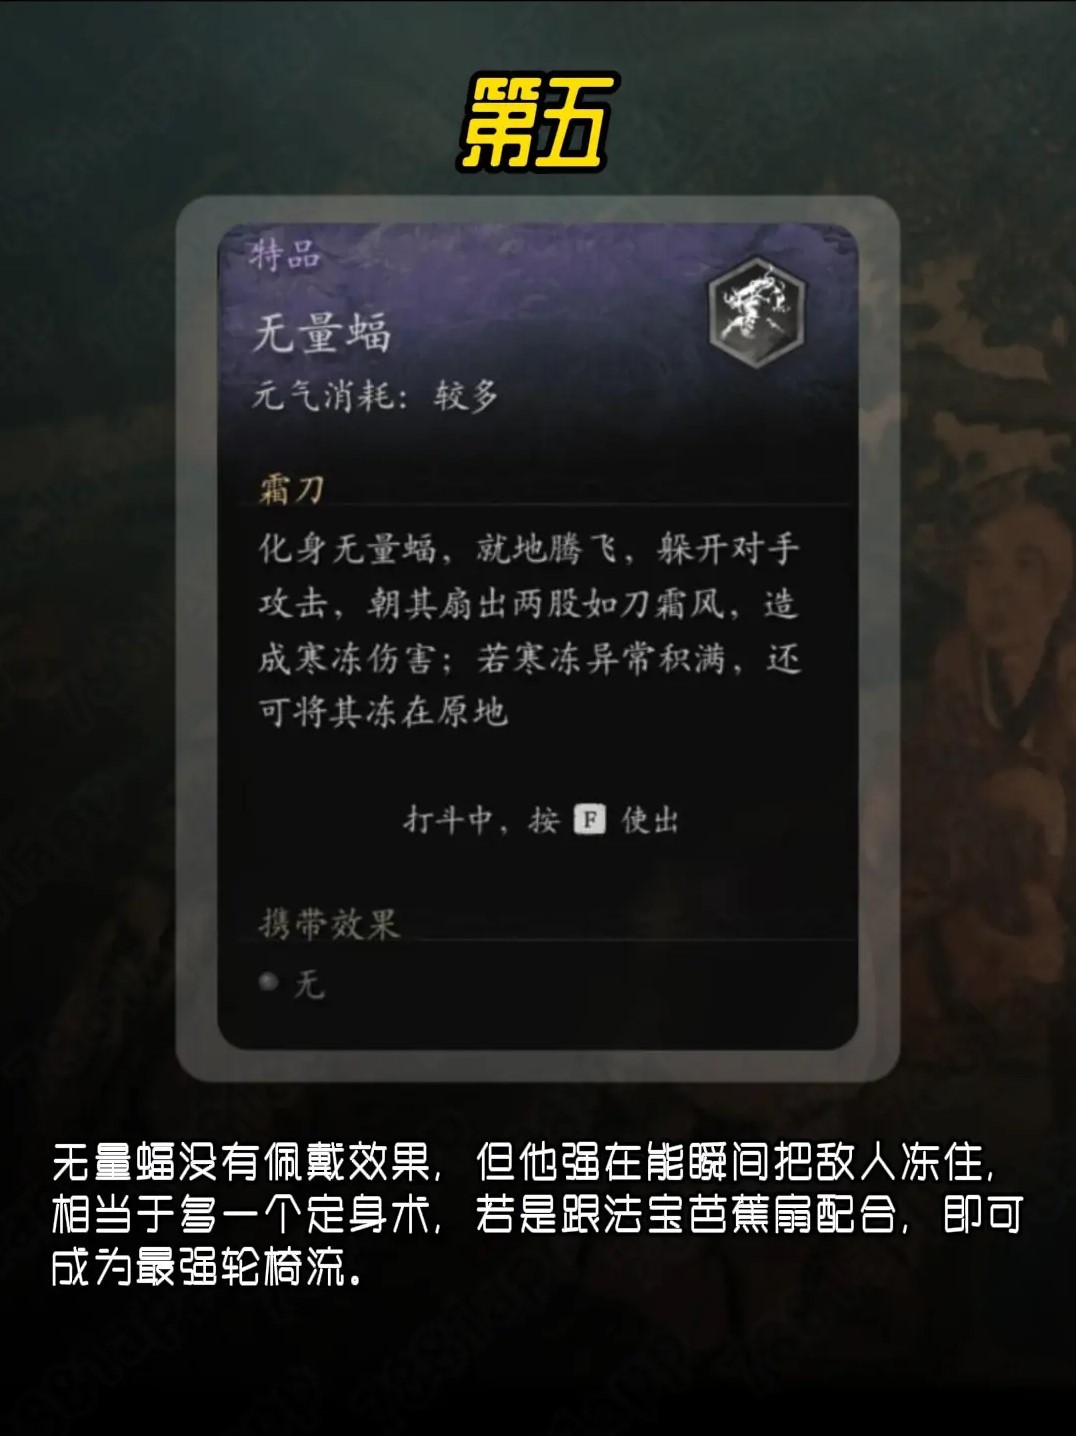 第五
特品
无量蝠
元气消耗：较多
霜刀
化身无量蝠，就地腾飞，躲开对手
攻击，朝其扇出两股如刀霜风，造
成寒冻伤害；若寒冻异常积满，还
可将其冻在原地
打斗中，按 F 使出
携带效果
无
无量蝠没有佩戴效果，但他强在能瞬间把敌人冻住，
相当于多一个定身术，若是跟法宝芭蕉扇配合，即可
成为最强轮椅流。